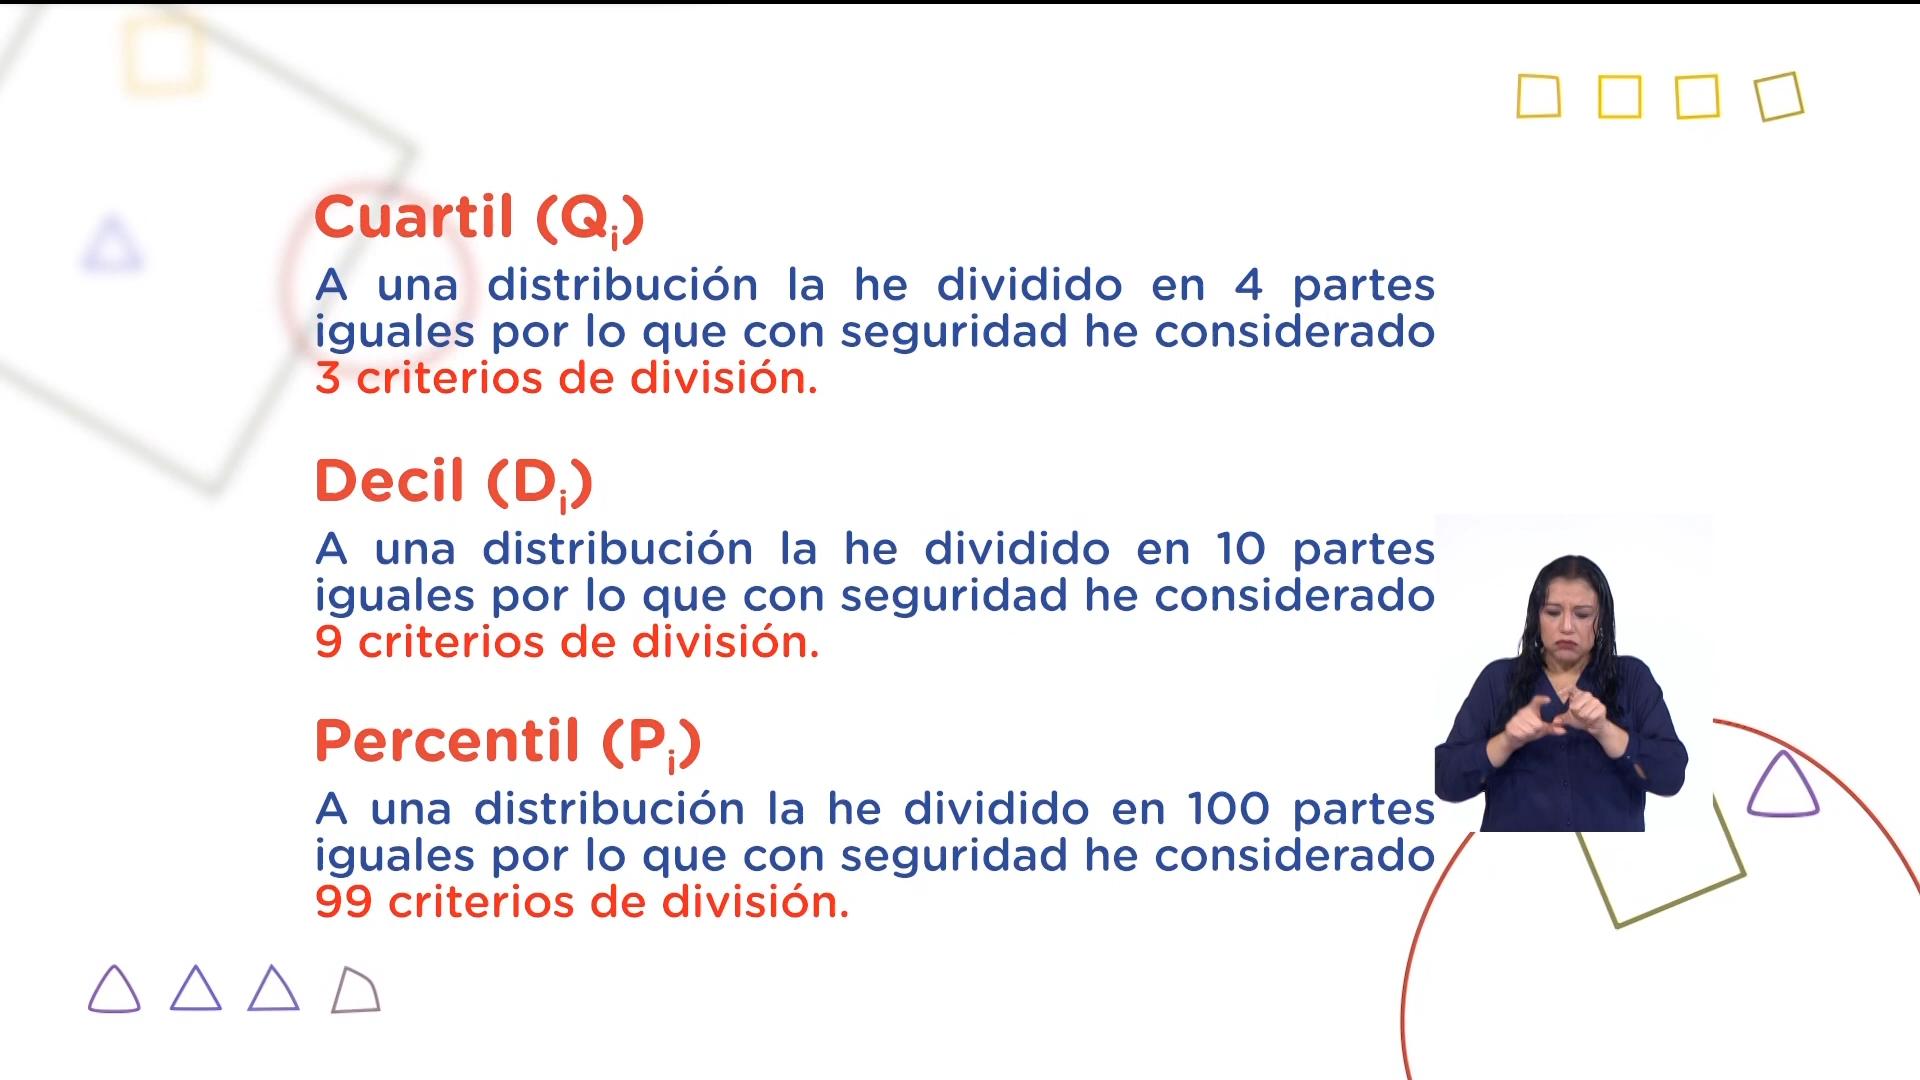 Cuartil (Qi)
A una distribución la he dividido en 4 partes
iguales por lo que con seguridad he considerado
3 criterios de división.
Decil (Di)
A una distribución la he dividido en 10 partes
iguales por lo que con seguridad he considerado
9 criterios de división.
Percentil (Pi)
A una distribución la he dividido en 100 partes
iguales por lo que con seguridad he considerado
99 criterios de división.